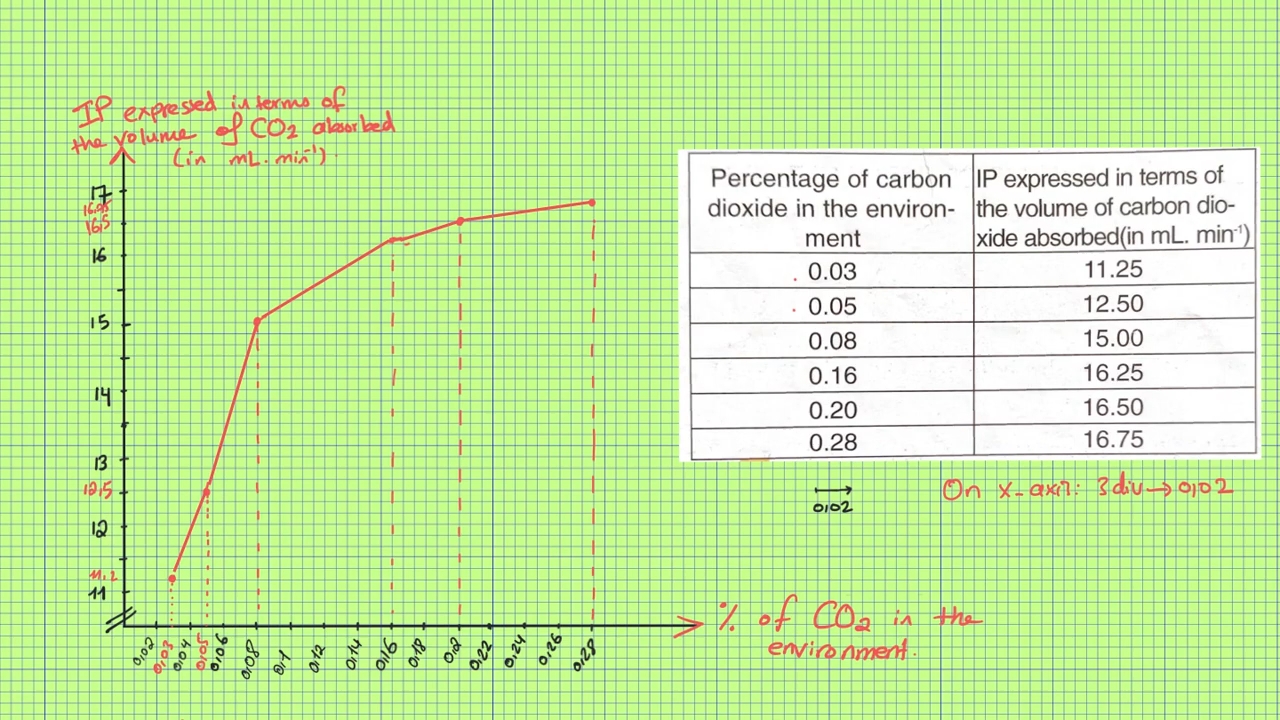 IP expressed in terms of
the volume of CO2 absorbed
(in mL. min⁻¹).
17
16.75
16,5
16
15
14
13
12,5
12
11.2
11
0,02
0,03
0,04
0,05
0,06
0,08
0,1
0,12
0,14
0,16
0,18
0,2
0,22
0,24
0,26
0,28
% of CO2 in the
environment.
Percentage of carbon
dioxide in the environ-
ment
IP expressed in terms of
the volume of carbon dio-
xide absorbed(in mL. min⁻¹)
0.03 11.25
0.05 12.50
0.08 15.00
0.16 16.25
0.20 16.50
0.28 16.75
0,02
On x-axis: 3div→0,02